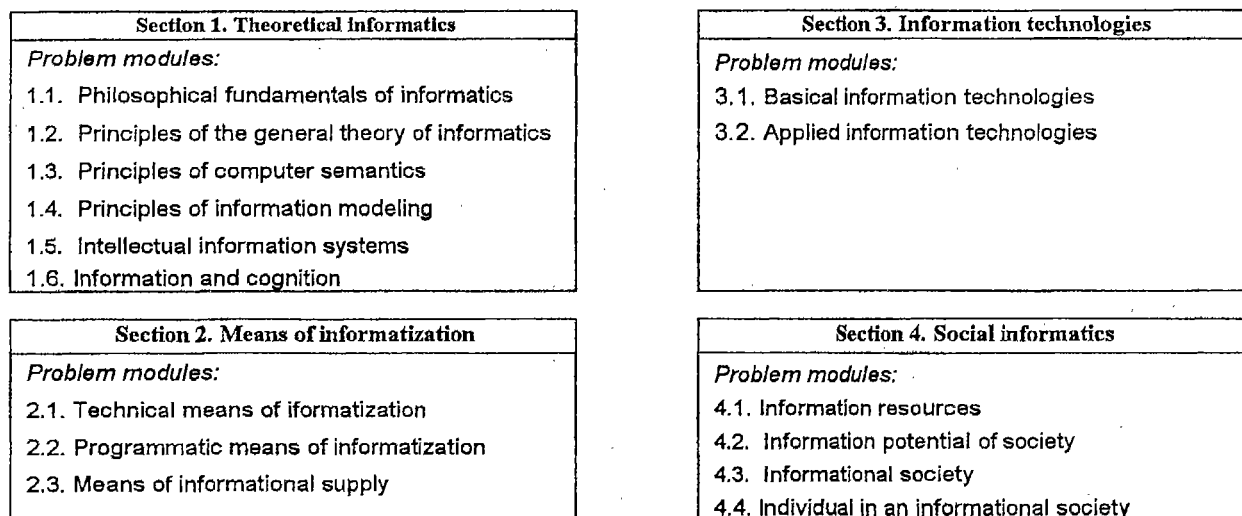 Section 1. Theoretical informatics
Problem modules:
1.1. Philosophical fundamentals of informatics
1.2. Principles of the general theory of informatics
1.3. Principles of computer semantics
1.4. Principles of information modeling
1.5. Intellectual information systems
1.6. Information and cognition
Section 2. Means of informatization
Problem modules:
2.1. Technical means of iformatization
2.2. Programmatic means of informatization
2.3. Means of informational supply
Section 3. Information technologies
Problem modules:
3.1. Basical information technologies
3.2. Applied information technologies
Section 4. Social informatics
Problem modules:
4.1. Information resources
4.2. Information potential of society
4.3. Informational society
4.4. Individual in an informational society